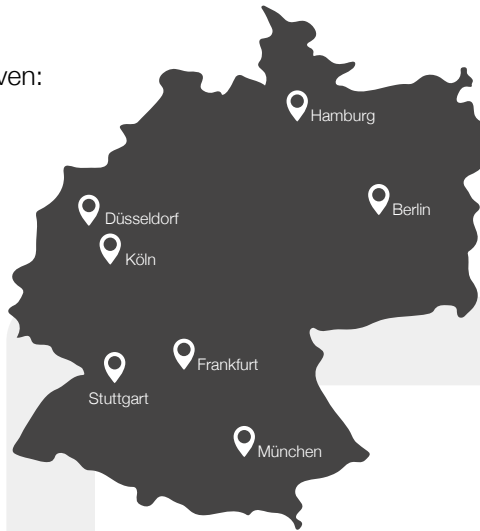 ven:
Hamburg
Berlin
Düsseldorf
Köln
Frankfurt
Stuttgart
München